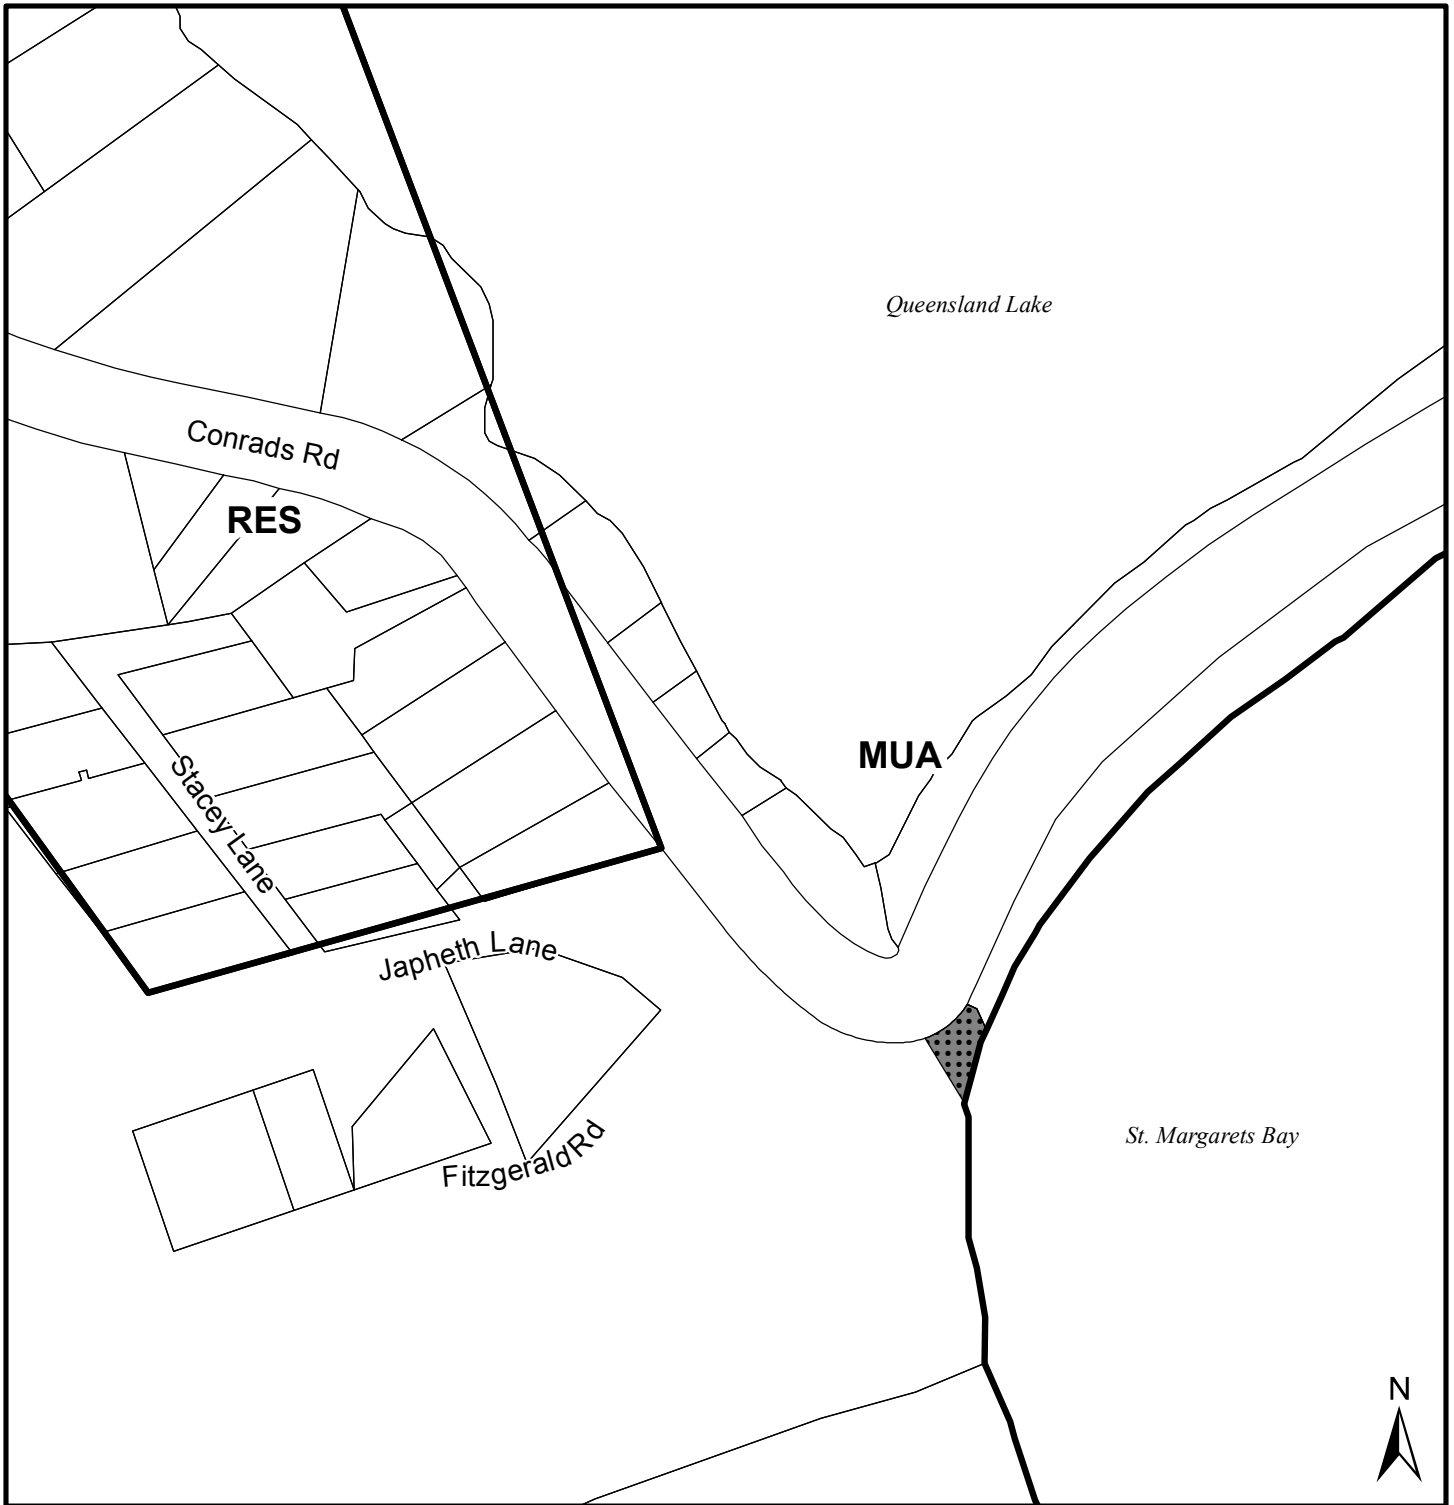 Queensland Lake
Conrads Rd
RES
MUA
Stacey Lane
Japheth Lane
Fitzgerald Rd
St. Margarets Bay
N